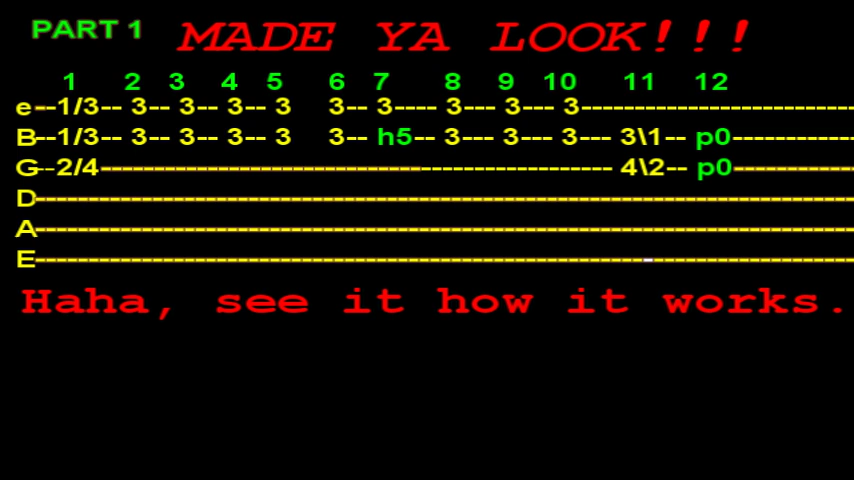 PART 1 MADE YA LOOK!!!
1 2 3 4 5 6 7 8 9 10 11 12
e--1/3-- 3-- 3-- 3-- 3 3-- 3---- 3--- 3--- 3------------------------
B--1/3-- 3-- 3-- 3-- 3 3-- h5-- 3--- 3--- 3--- 3\1-- p0-----------
G--2/4--------------------------------------------- 4\2-- p0-----------
D----------------------------------------------------------------------
A----------------------------------------------------------------------
E----------------------------------------------------------------------
Haha, see it how it works.